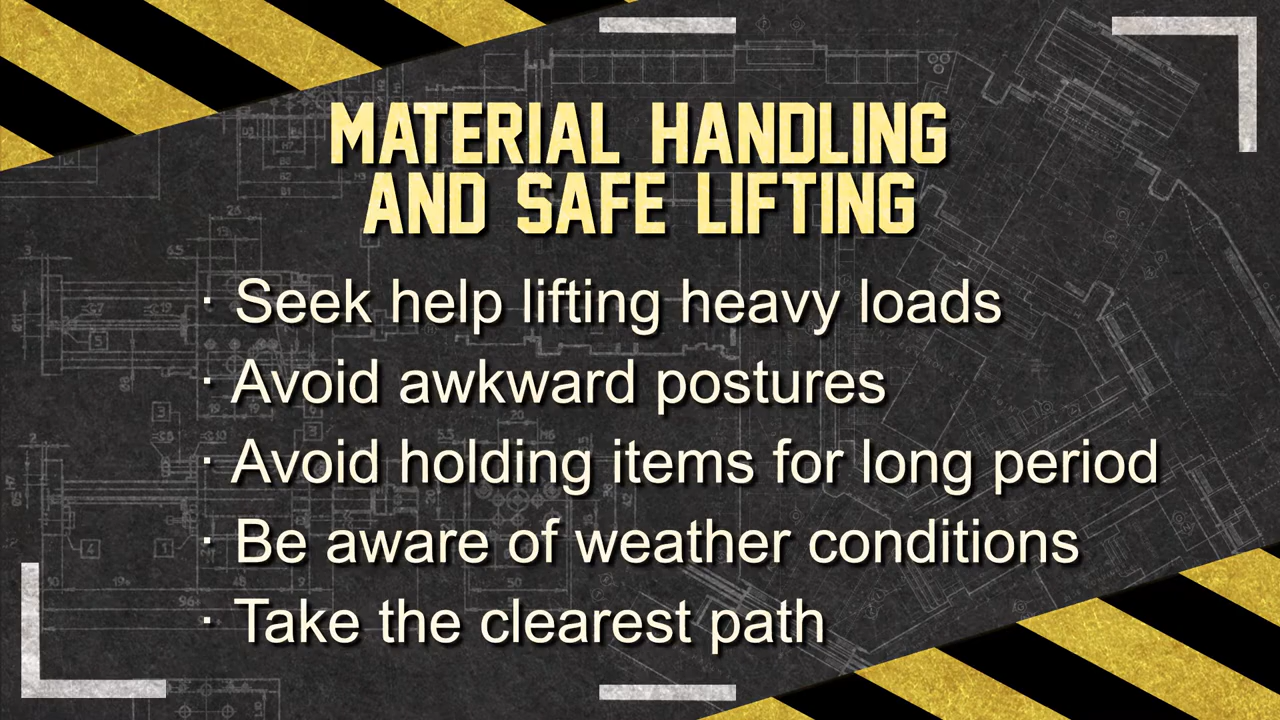 MATERIAL HANDLING
AND SAFE LIFTING
· Seek help lifting heavy loads
· Avoid awkward postures
· Avoid holding items for long period
· Be aware of weather conditions
· Take the clearest path